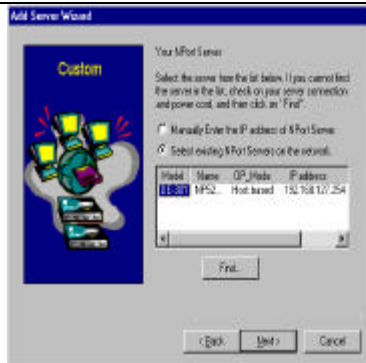 Add Server Wizard
Custom
Your NPort Server
Select the server from the list below. If you cannot find
the server in the list, check on your server connection
and power cord, and then click on "Find".
Manually Enter the IP address of NPort Server.
Select existing NPort Servers on the network.
Model Name OP_Mode IP address
DE-301 NPS2... Host based 192.168.127.254
Find..
< Back Next > Cancel